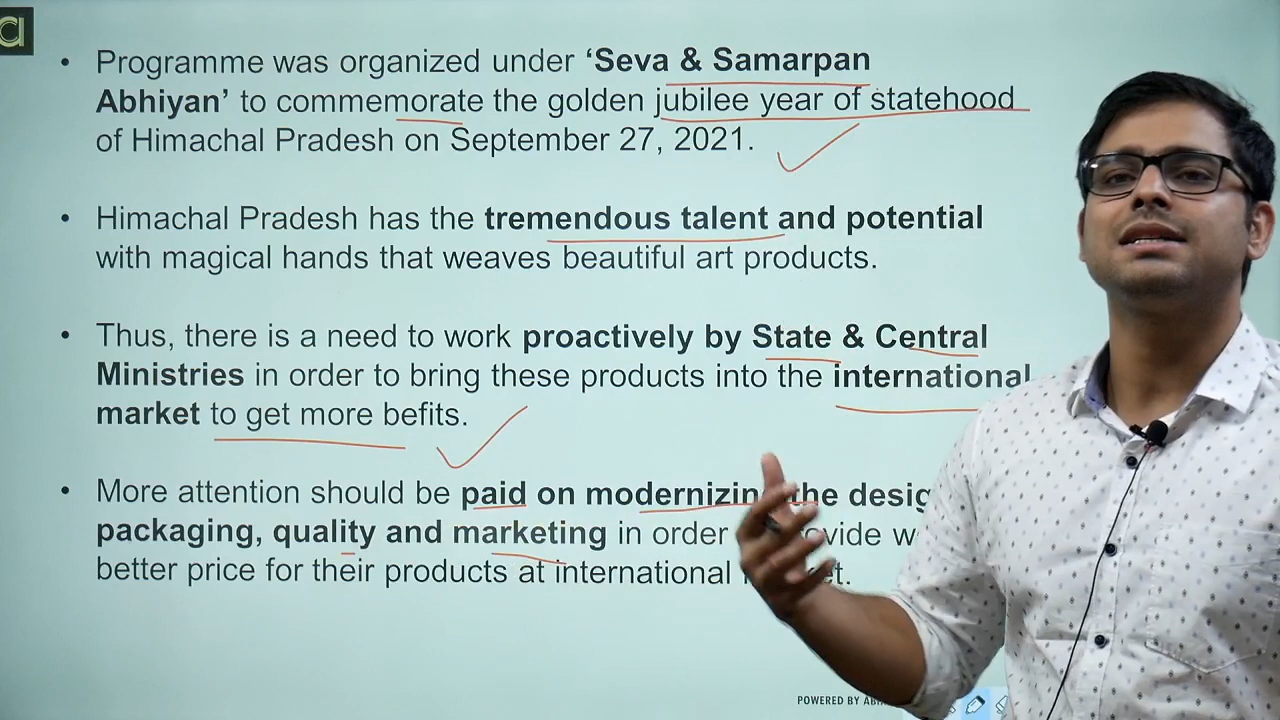 a
• Programme was organized under ‘Seva & Samarpan
Abhiyan’ to commemorate the golden jubilee year of statehood
of Himachal Pradesh on September 27, 2021.
• Himachal Pradesh has the tremendous talent and potential
with magical hands that weaves beautiful art products.
• Thus, there is a need to work proactively by State & Central
Ministries in order to bring these products into the international
market to get more befits.
• More attention should be paid on modernizing the
packaging, quality and marketing in order
better price for their products at international
POWERED BY